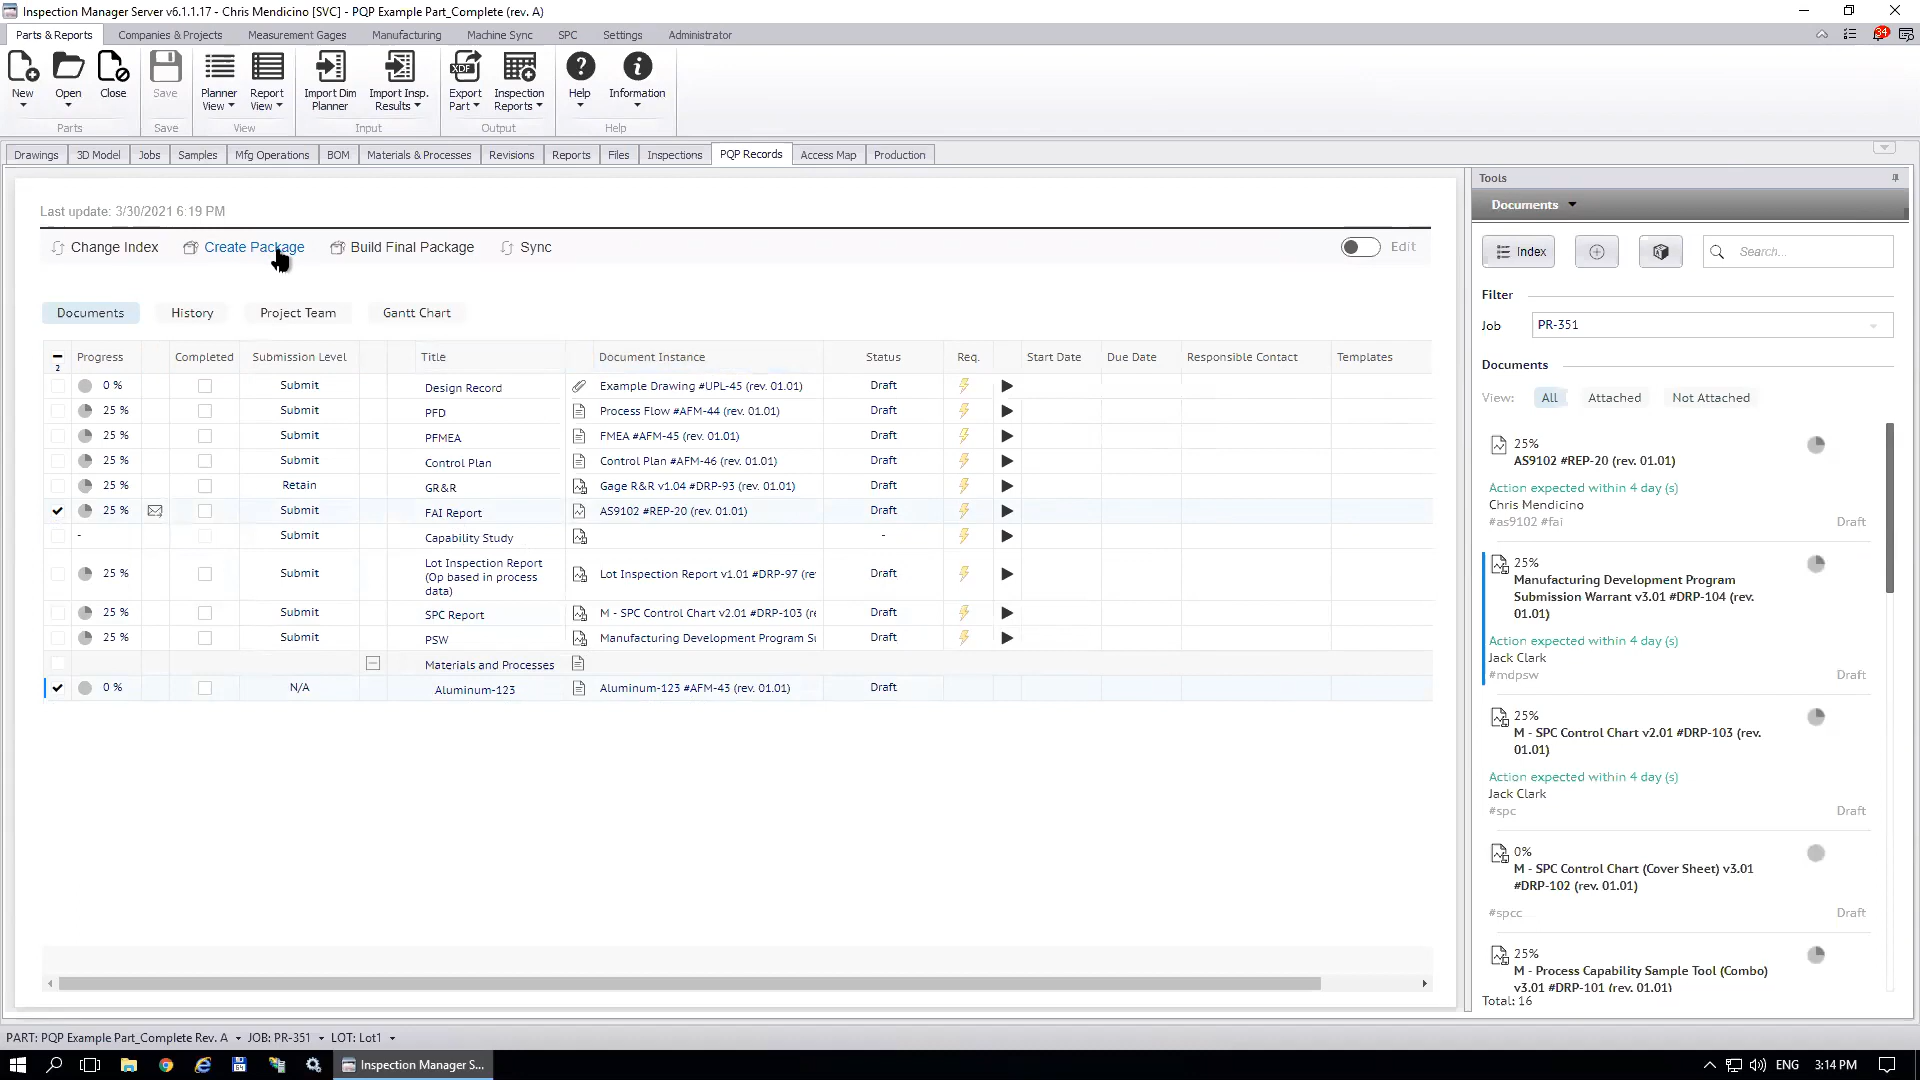 Inspection Manager Server v6.1.1.17 - Chris Mendicino [SVC] - PQP Example Part_Complete (rev. A)
Parts & Reports Companies & Projects Measurement Gages Manufacturing Machine Sync SPC Settings Administrator
34
New Open Close Save Planner View Report View Import Dim Planner Import Insp. Results Export Part Inspection Reports Help Information
XDF
Parts Save View Input Output Help
Drawings 3D Model Jobs Samples Mfg Operations BOM Materials & Processes Revisions Reports Files Inspections PQP Records Access Map Production
Last update: 3/30/2021 6:19 PM
Change Index Create Package Build Final Package Sync Edit
Documents History Project Team Gantt Chart
Progress Completed Submission Level Title Document Instance Status Req. Start Date Due Date Responsible Contact Templates
2
0 % Submit Design Record Example Drawing #UPL-45 (rev. 01.01) Draft
25 % Submit PFD Process Flow #AFM-44 (rev. 01.01) Draft
25 % Submit PFMEA FMEA #AFM-45 (rev. 01.01) Draft
25 % Submit Control Plan Control Plan #AFM-46 (rev. 01.01) Draft
25 % Retain GR&R Gage R&R v1.04 #DRP-93 (rev. 01.01) Draft
25 % Submit FAI Report AS9102 #REP-20 (rev. 01.01) Draft
- Submit Capability Study -
25 % Submit Lot Inspection Report (Op based in process data) Lot Inspection Report v1.01 #DRP-97 (re Draft
25 % Submit SPC Report M - SPC Control Chart v2.01 #DRP-103 (re Draft
25 % Submit PSW Manufacturing Development Program Su Draft
Materials and Processes
0 % N/A Aluminum-123 Aluminum-123 #AFM-43 (rev. 01.01) Draft
Tools
Documents
Index Search...
Filter
Job PR-351
Documents
View: All Attached Not Attached
25%
AS9102 #REP-20 (rev. 01.01)
Action expected within 4 day (s)
Chris Mendicino
#as9102 #fai Draft
25%
Manufacturing Development Program
Submission Warrant v3.01 #DRP-104 (rev.
01.01)
Action expected within 4 day (s)
Jack Clark
#mdpsw Draft
25%
M - SPC Control Chart v2.01 #DRP-103 (rev.
01.01)
Action expected within 4 day (s)
Jack Clark
#spc Draft
0%
M - SPC Control Chart (Cover Sheet) v3.01
#DRP-102 (rev. 01.01)
#spcc Draft
25%
M - Process Capability Sample Tool (Combo)
v3.01 #DRP-101 (rev. 01.01)
Total: 16
PART: PQP Example Part_Complete Rev. A JOB: PR-351 LOT: Lot1
Inspection Manager S... ENG 3:14 PM